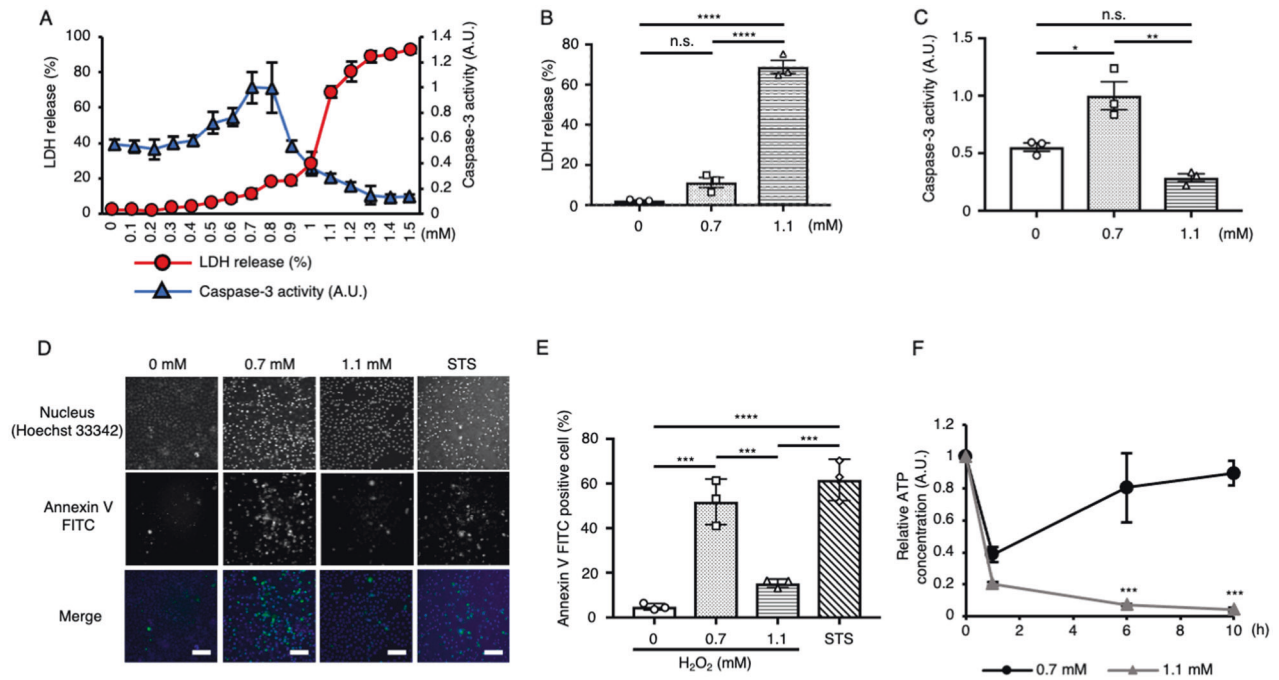 A
LDH release (%)
100
80
60
40
20
0
1.4
1.2
1
0.8
0.6
0.4
0.2
0
Caspase-3 activity (A.U.)
0 0.1 0.2 0.3 0.4 0.5 0.6 0.7 0.8 0.9 1 1.1 1.2 1.3 1.4 1.5 (mM)
LDH release (%)
Caspase-3 activity (A.U.)
B
****
n.s. ****
LDH release (%)
80
60
40
20
0
0 0.7 1.1 (mM)
C
n.s.
* **
Caspase-3 activity (A.U.)
1.5
1.0
0.5
0
0 0.7 1.1 (mM)
D
0 mM 0.7 mM 1.1 mM STS
Nucleus
(Hoechst 33342)
Annexin V
FITC
Merge
E
****
*** *** ***
Annexin V FITC positive cell (%)
80
60
40
20
0
0 0.7 1.1 STS
H₂O₂ (mM)
F
Relative ATP
concentration (A.U.)
1.2
1
0.8
0.6
0.4
0.2
0
*** ***
0 2 4 6 8 10 (h)
0.7 mM 1.1 mM